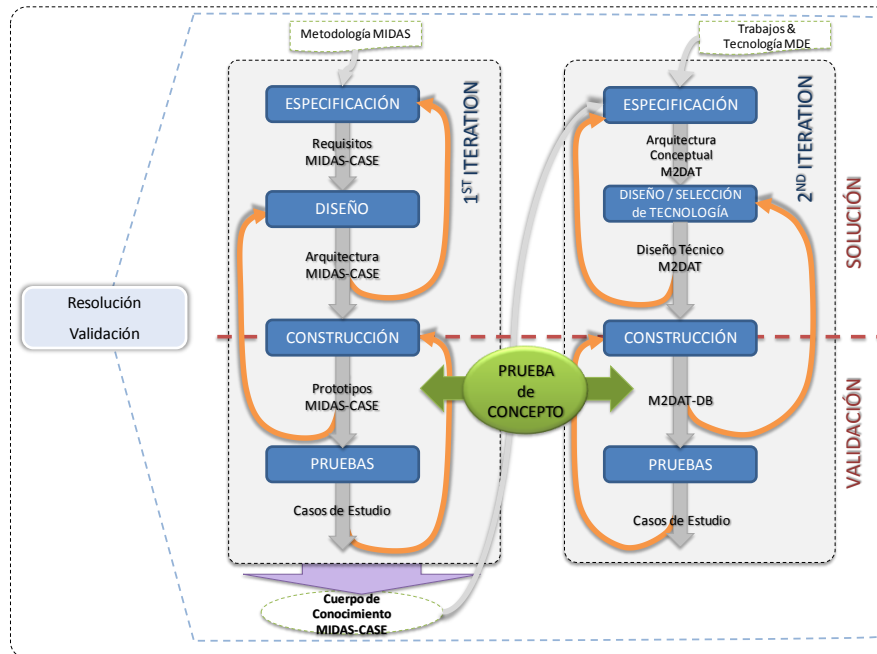 Metodología MIDAS
ESPECIFICACIÓN
Requisitos
MIDAS-CASE
DISEÑO
Arquitectura
MIDAS-CASE
CONSTRUCCIÓN
Prototipos
MIDAS-CASE
PRUEBAS
Casos de Estudio
1ST ITERATION
Cuerpo de
Conocimiento
MIDAS-CASE
Resolución
Validación
PRUEBA
de
CONCEPTO
Trabajos &
Tecnología MDE
ESPECIFICACIÓN
Arquitectura
Conceptual
M2DAT
DISEÑO / SELECCIÓN
de TECNOLOGÍA
Diseño Técnico
M2DAT
CONSTRUCCIÓN
M2DAT-DB
PRUEBAS
Casos de Estudio
2ND ITERATION
SOLUCIÓN
VALIDACIÓN